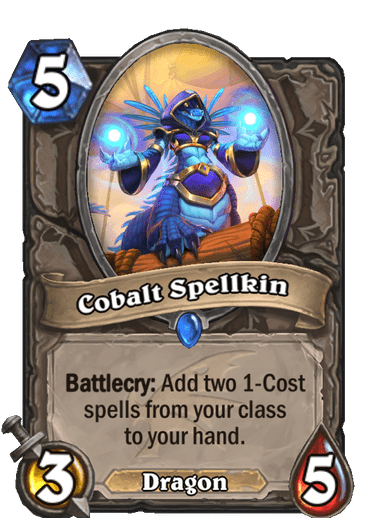 5
Cobalt Spellkin
Battlecry: Add two 1-Cost
spells from your class
to your hand.
3
Dragon
5